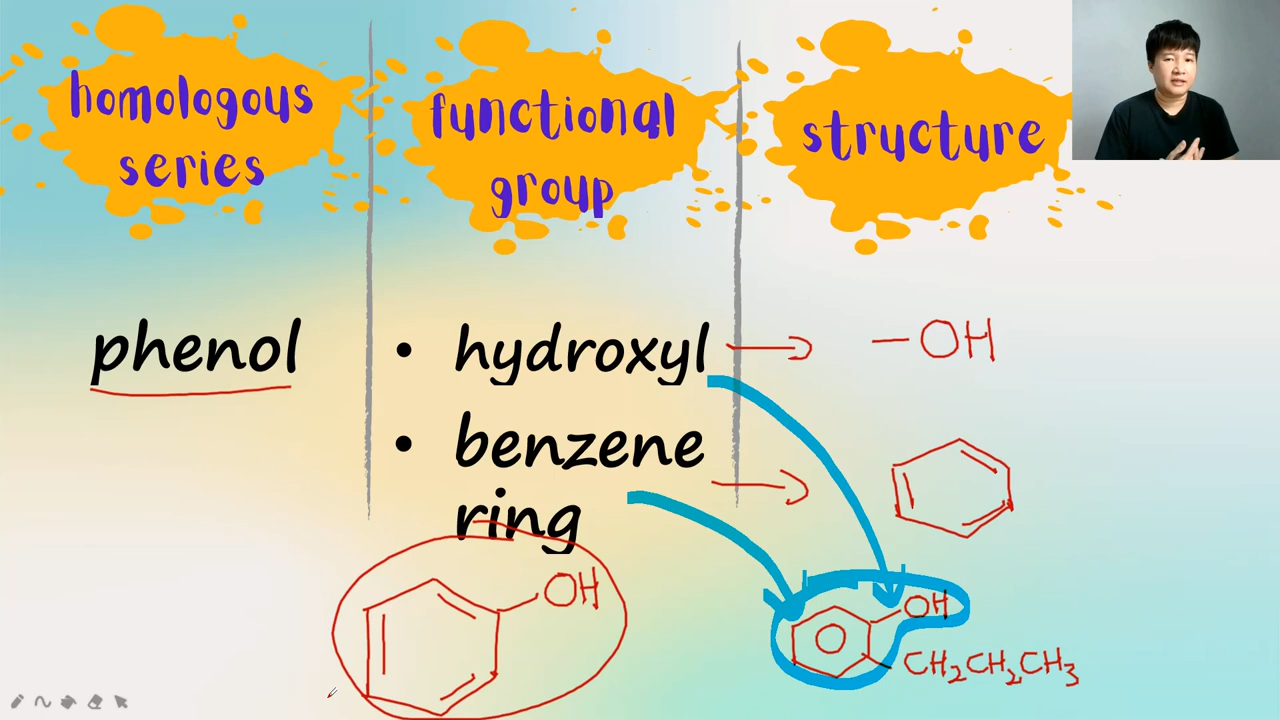 homologous
series
functional
group
structure
phenol
• hydroxyl
—OH
• benzene
ring
OH
OH
CH₂CH₂CH₃